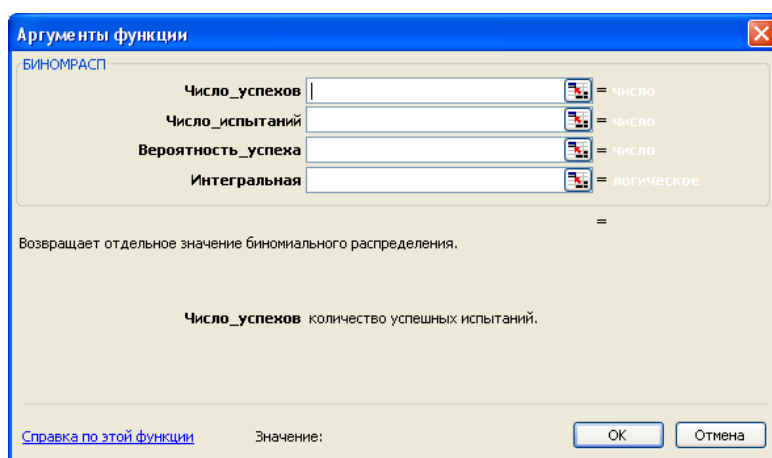 Аргументы функции
БИНОМРАСП
Число_успехов = число
Число_испытаний = число
Вероятность_успеха = число
Интегральная = логическое
=
Возвращает отдельное значение биномиального распределения.
Число_успехов количество успешных испытаний.
Справка по этой функции Значение: ОК Отмена